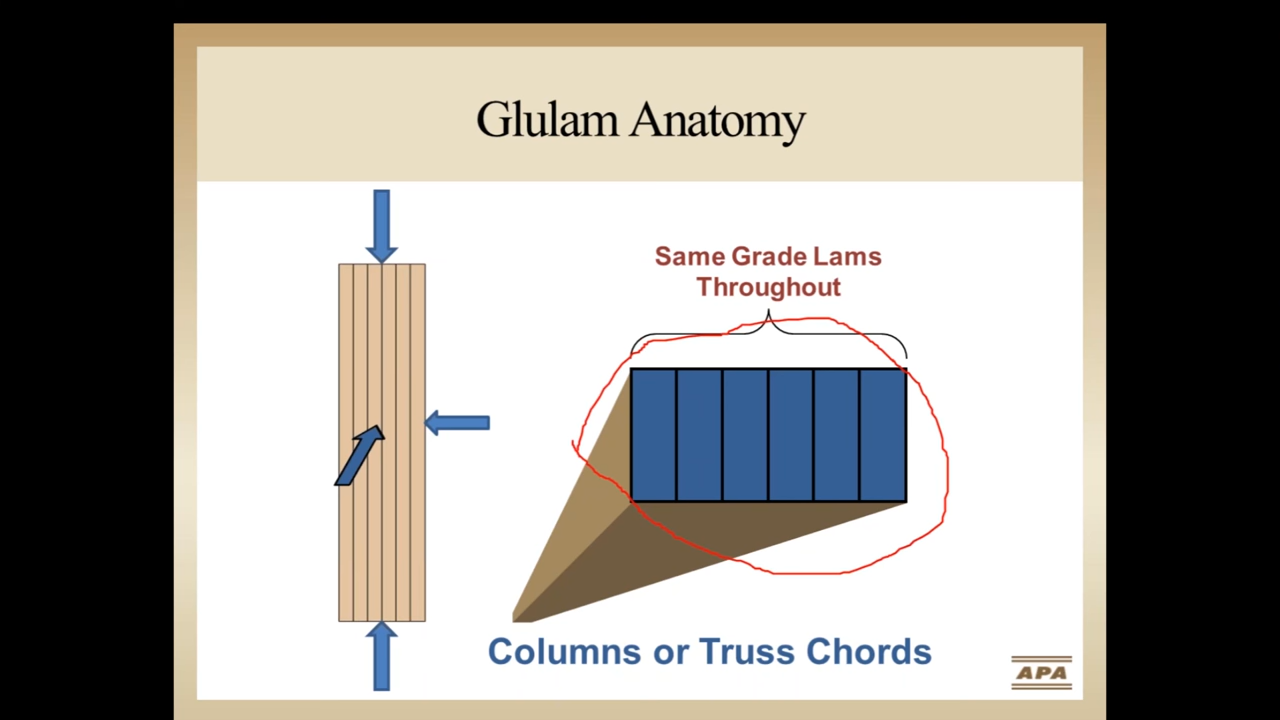 Glulam Anatomy
Same Grade Lams
Throughout
Columns or Truss Chords
APA